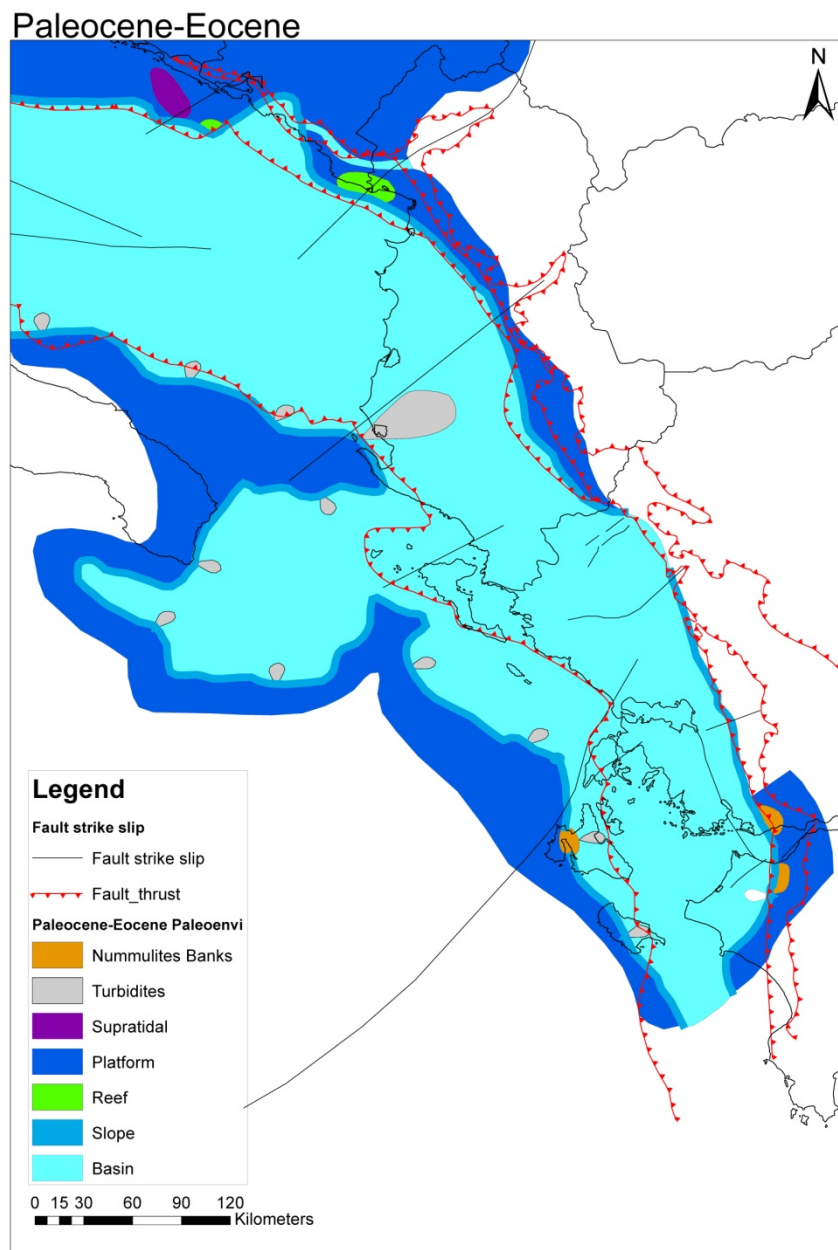 Paleocene-Eocene
N
Legend
Fault strike slip
Fault strike slip
Fault_thrust
Paleocene-Eocene Paleoenvi
Nummulites Banks
Turbidites
Supratidal
Platform
Reef
Slope
Basin
0 15 30 60 90 120
Kilometers